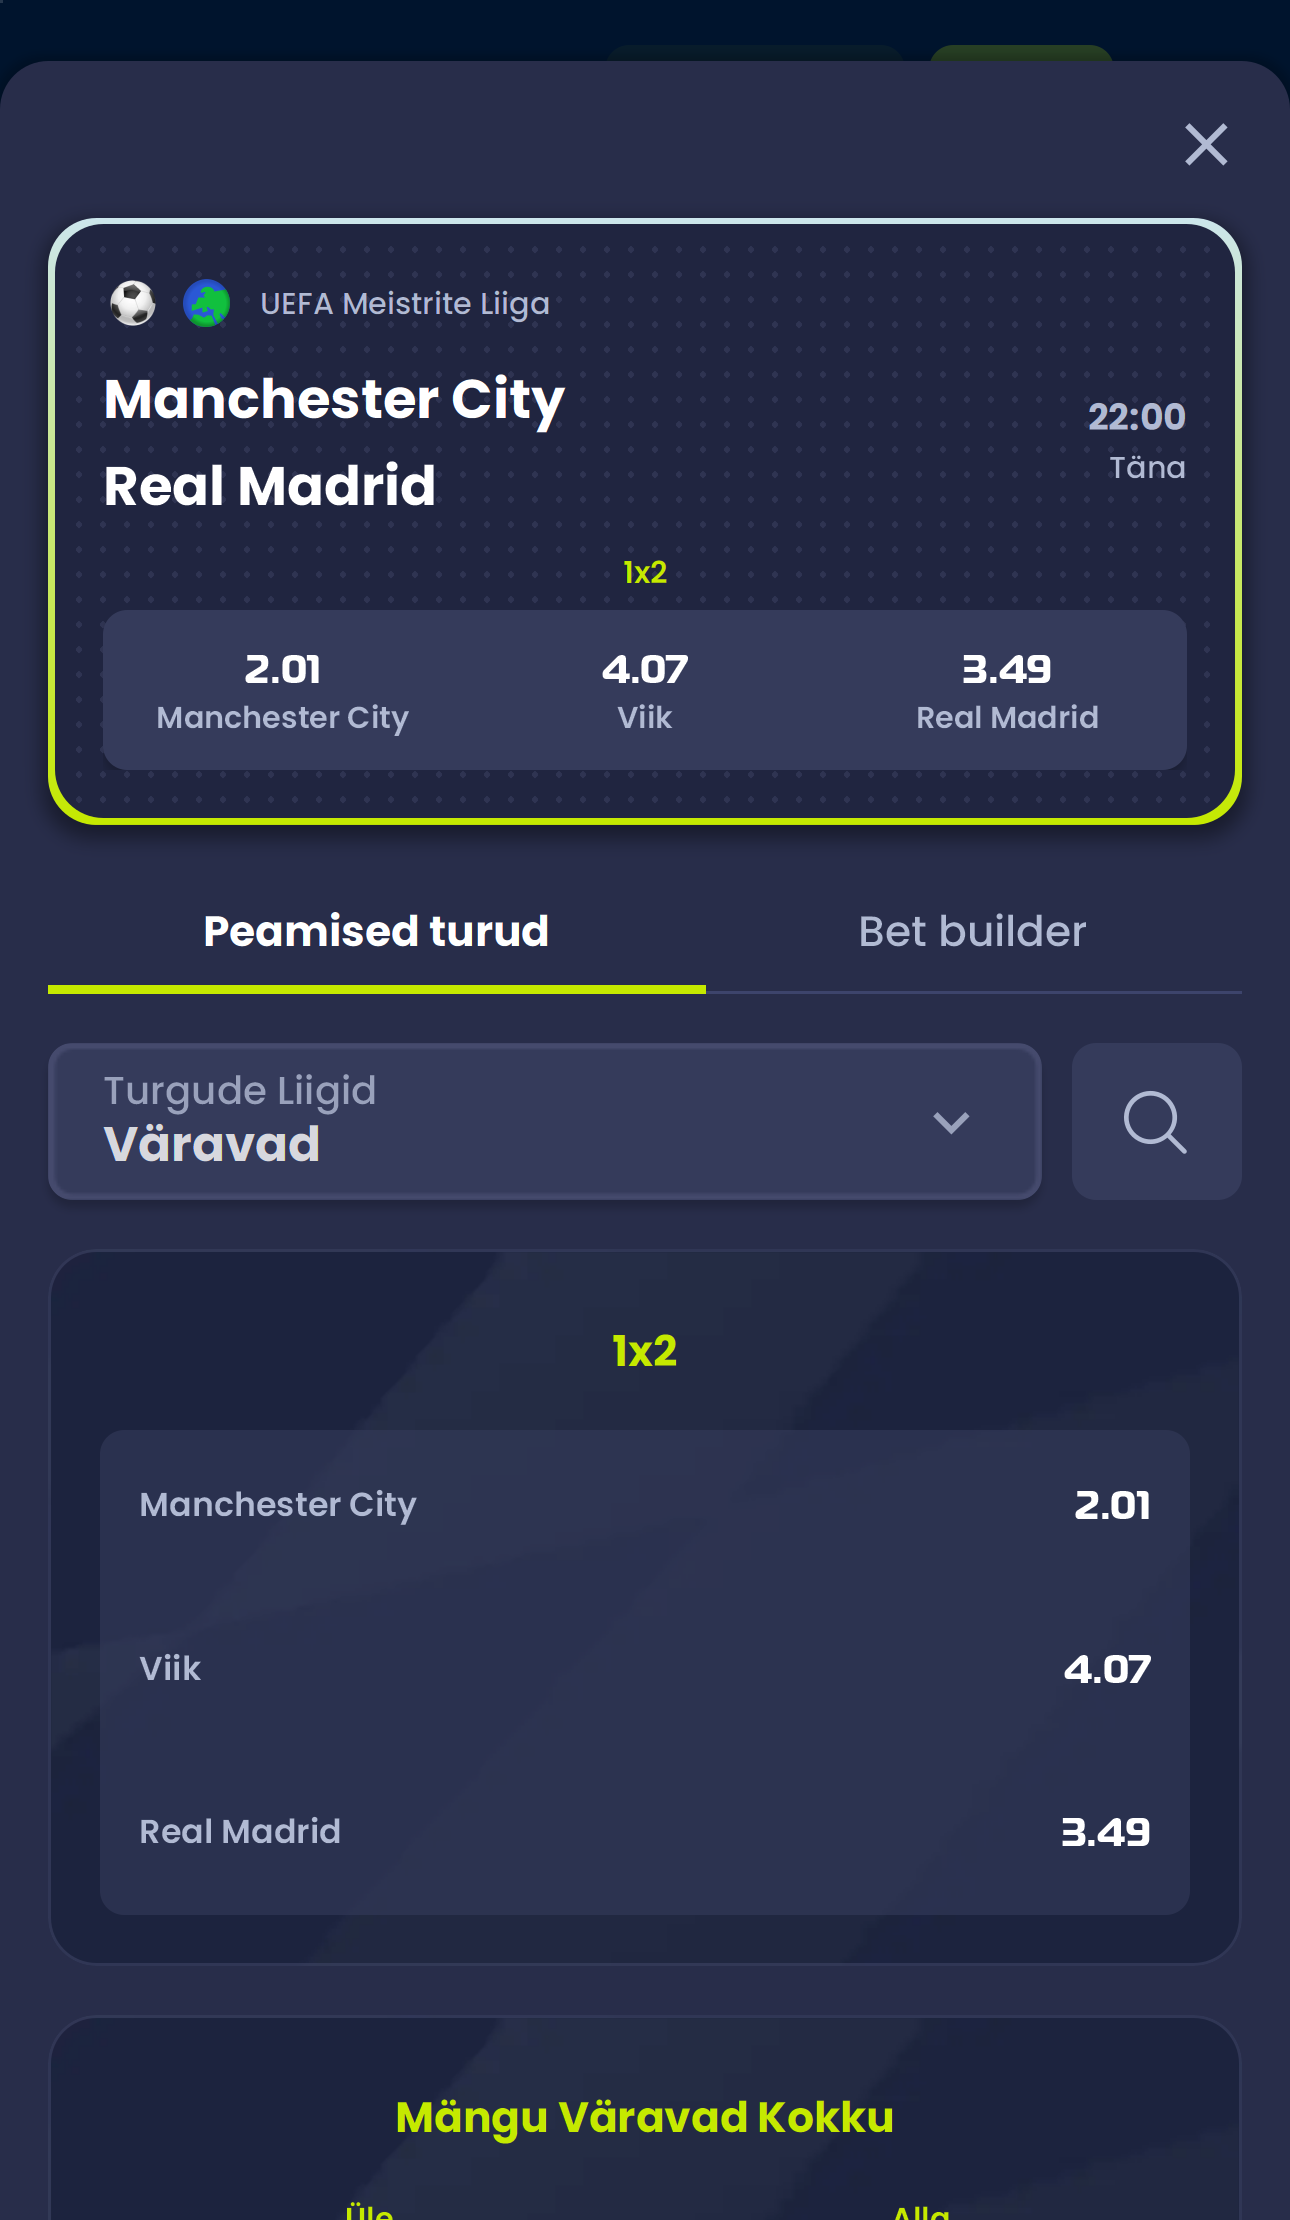 UEFA Meistrite Liiga
Manchester City
22:00
Real Madrid
Täna
1x2
2.01 4.07 3.49
Manchester City Viik Real Madrid
Peamised turud Bet builder
Turgude Liigid
Väravad
1x2
Manchester City 2.01
Viik 4.07
Real Madrid 3.49
Mängu Väravad Kokku
Üle Alla